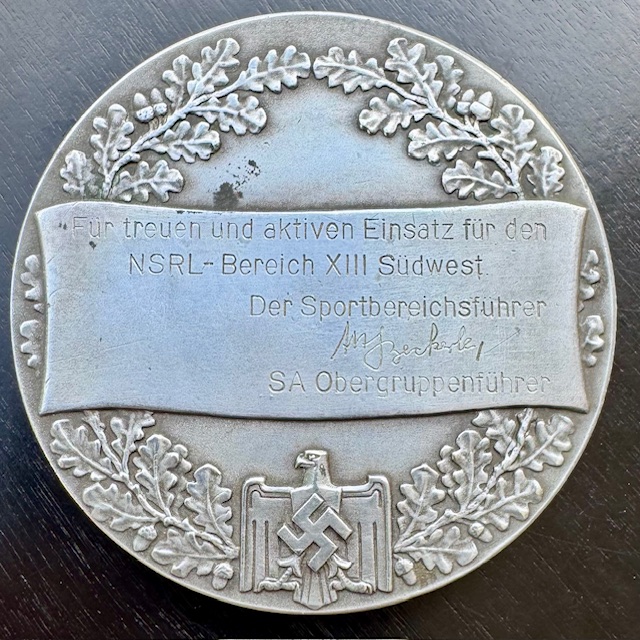 Für treuen und aktiven Einsatz für den
NSRL-Bereich XIII Südwest
Der Sportbereichsführer
SA Obergruppenführer